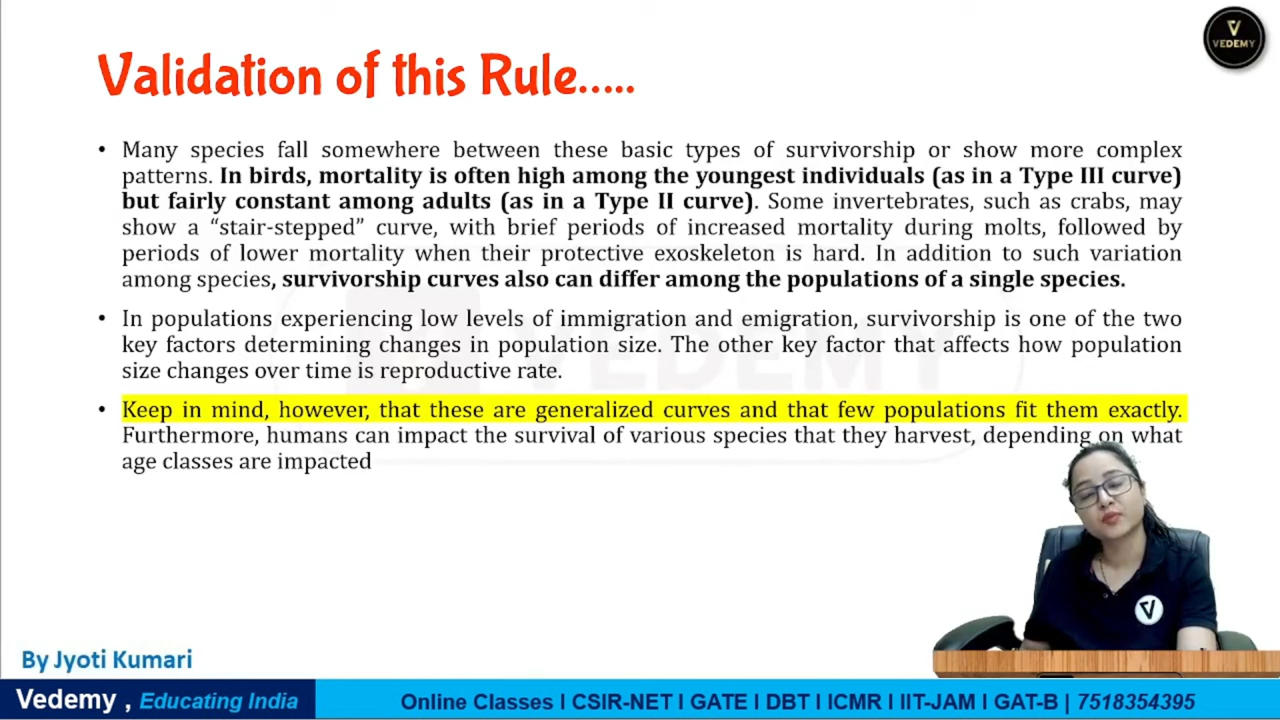 VEDEMY
Validation of this Rule.....
• Many species fall somewhere between these basic types of survivorship or show more complex
patterns. In birds, mortality is often high among the youngest individuals (as in a Type III curve)
but fairly constant among adults (as in a Type II curve). Some invertebrates, such as crabs, may
show a “stair-stepped” curve, with brief periods of increased mortality during molts, followed by
periods of lower mortality when their protective exoskeleton is hard. In addition to such variation
among species, survivorship curves also can differ among the populations of a single species.
• In populations experiencing low levels of immigration and emigration, survivorship is one of the two
key factors determining changes in population size. The other key factor that affects how population
size changes over time is reproductive rate.
VEDEMY
• Keep in mind, however, that these are generalized curves and that few populations fit them exactly.
Furthermore, humans can impact the survival of various species that they harvest, depending on what
age classes are impacted
By Jyoti Kumari
Vedemy , Educating India
Online Classes I CSIR-NET I GATE I DBT I ICMR I IIT-JAM I GAT-B | 7518354395